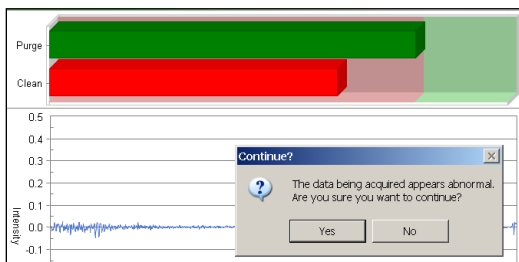 Purge
Clean
0.5
0.4
0.3
0.2
0.1
0.0
-0.1
Intensity
Continue?
The data being acquired appears abnormal.
Are you sure you want to continue?
Yes
No